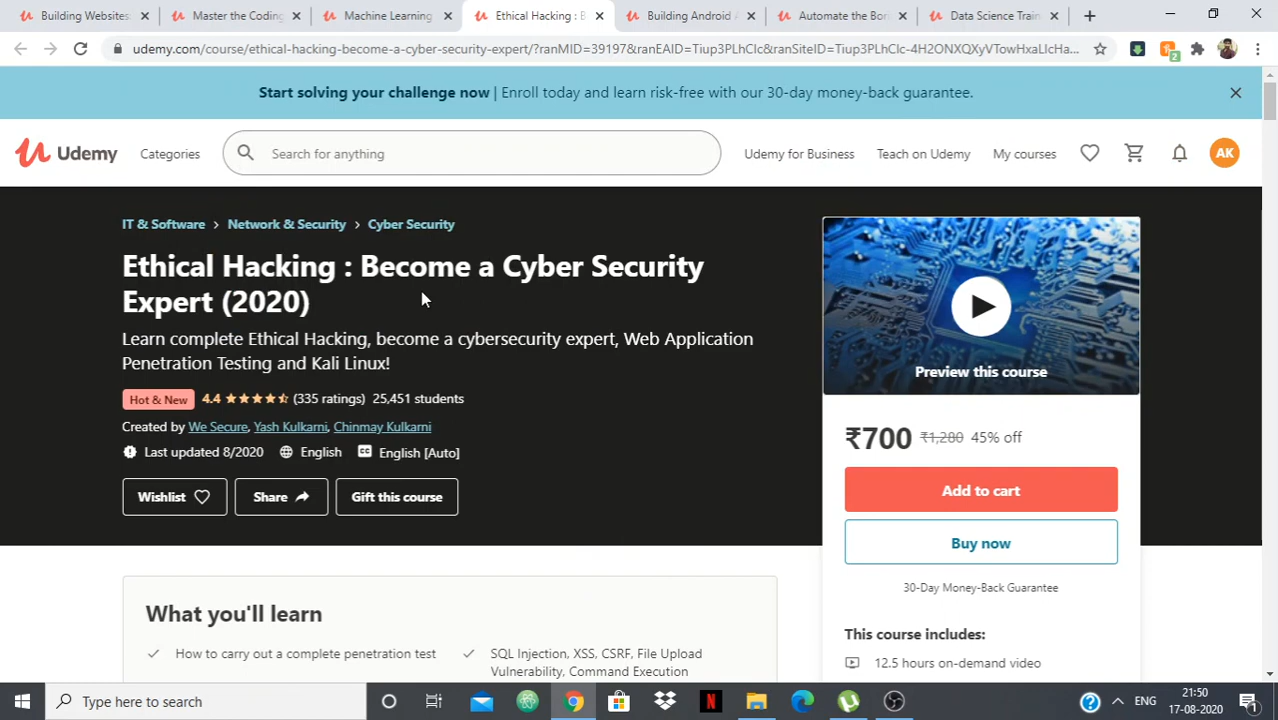 Building Websites
Master the Coding
Machine Learning
Ethical Hacking : B
Building Android A
Automate the Bori
Data Science Train
udemy.com/course/ethical-hacking-become-a-cyber-security-expert/?ranMID=39197&ranEAID=Tiup3PLhClc&ranSiteID=Tiup3PLhClc-4H2ONXQXyVTowHxaLIcHa...
2
Start solving your challenge now | Enroll today and learn risk-free with our 30-day money-back guarantee.
Udemy
Categories
Search for anything
Udemy for Business
Teach on Udemy
My courses
AK
IT & Software > Network & Security > Cyber Security
Ethical Hacking : Become a Cyber Security
Expert (2020)
Learn complete Ethical Hacking, become a cybersecurity expert, Web Application
Penetration Testing and Kali Linux!
Hot & New 4.4 (335 ratings) 25,451 students
Created by We Secure, Yash Kulkarni, Chinmay Kulkarni
Last updated 8/2020 English CC English [Auto]
Wishlist
Share
Gift this course
Preview this course
₹700 ₹1,280 45% off
Add to cart
Buy now
30-Day Money-Back Guarantee
This course includes:
12.5 hours on-demand video
What you'll learn
How to carry out a complete penetration test
SQL Injection, XSS, CSRF, File Upload
Vulnerability, Command Execution
Type here to search
N
ENG
21:50
17-08-2020
1